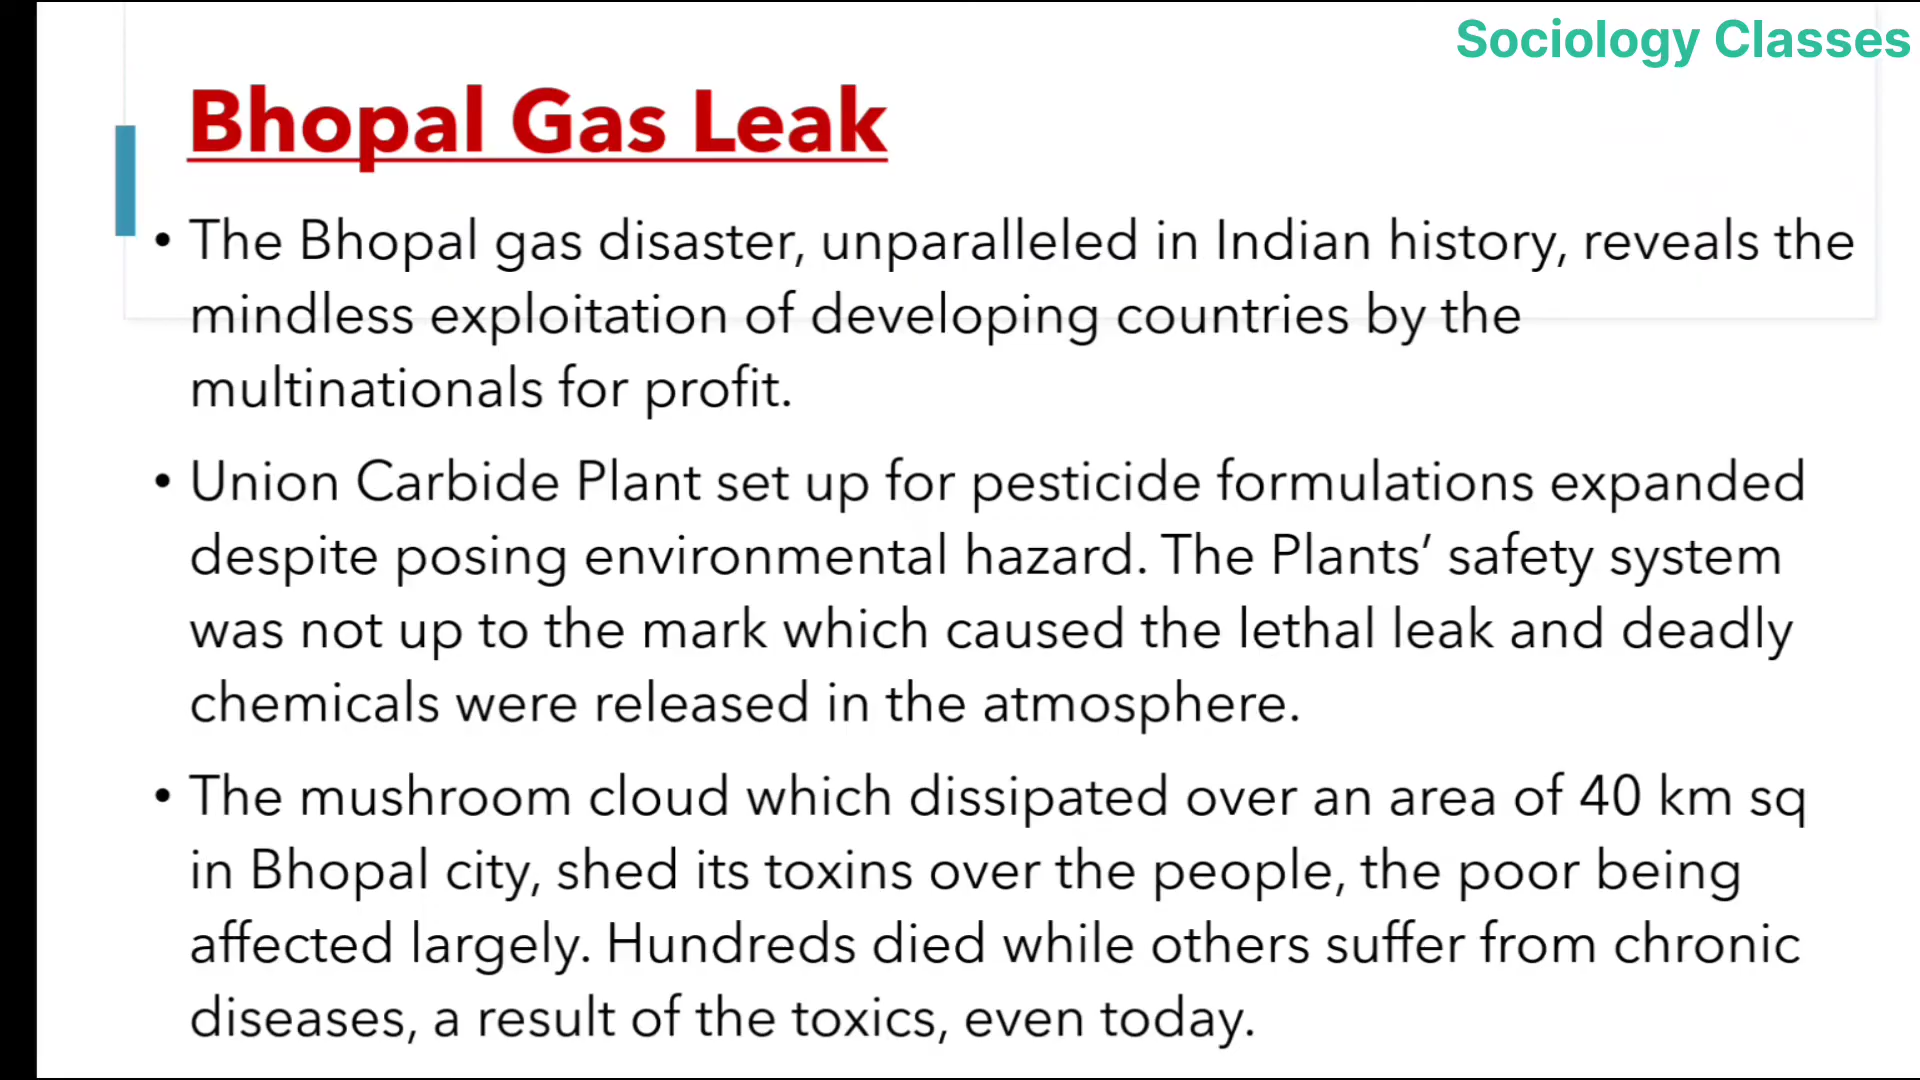 Sociology Classes
Bhopal Gas Leak
• The Bhopal gas disaster, unparalleled in Indian history, reveals the
mindless exploitation of developing countries by the
multinationals for profit.
• Union Carbide Plant set up for pesticide formulations expanded
despite posing environmental hazard. The Plants’ safety system
was not up to the mark which caused the lethal leak and deadly
chemicals were released in the atmosphere.
• The mushroom cloud which dissipated over an area of 40 km sq
in Bhopal city, shed its toxins over the people, the poor being
affected largely. Hundreds died while others suffer from chronic
diseases, a result of the toxics, even today.